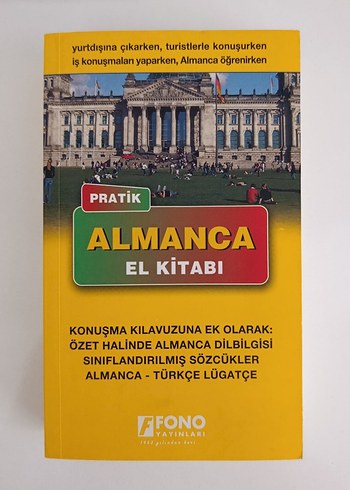 yurtdışına çıkarken, turistlerle konuşurken
iş konuşmaları yaparken, Almanca öğrenirken
PRATİK
ALMANCA
EL KİTABI
KONUŞMA KILAVUZUNA EK OLARAK:
ÖZET HALİNDE ALMANCA DİLBİLGİSİ
SINIFLANDIRILMIŞ SÖZCÜKLER
ALMANCA - TÜRKÇE LÜGATÇE
FONO
YAYINLARI